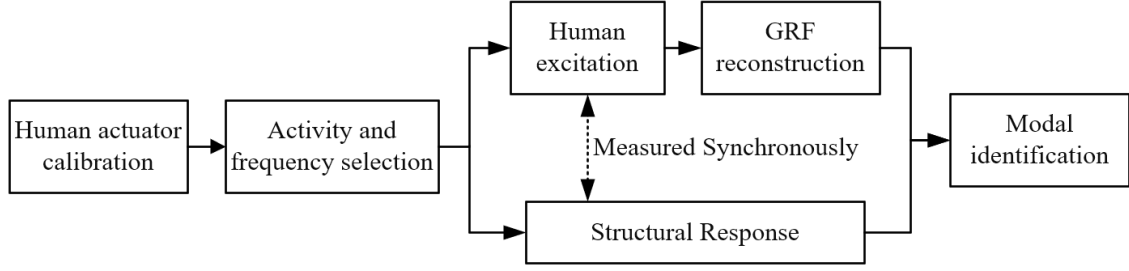 Human actuator
calibration
Activity and
frequency selection
Human
excitation
GRF
reconstruction
Measured Synchronously
Structural Response
Modal
identification